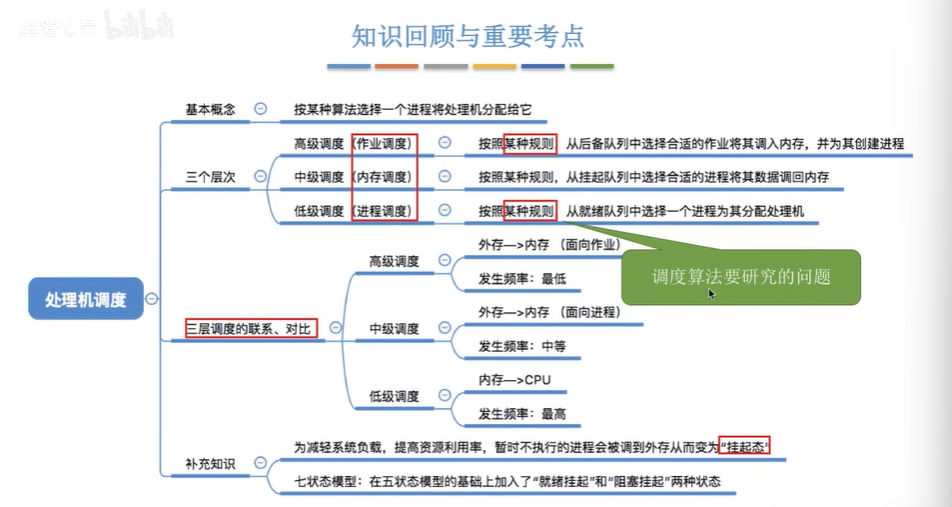 王道论坛 bilibili
知识回顾与重要考点
处理机调度
基本概念
按某种算法选择一个进程将处理机分配给它
三个层次
高级调度（作业调度）
按照某种规则，从后备队列中选择合适的作业将其调入内存，并为其创建进程
中级调度（内存调度）
按照某种规则，从挂起队列中选择合适的进程将其数据调回内存
低级调度（进程调度）
按照某种规则，从就绪队列中选择一个进程为其分配处理机
调度算法要研究的问题
三层调度的联系、对比
高级调度
外存—>内存 （面向作业）
发生频率：最低
中级调度
外存—>内存 （面向进程）
发生频率：中等
低级调度
内存—>CPU
发生频率：最高
补充知识
为减轻系统负载，提高资源利用率，暂时不执行的进程会被调到外存从而变为“挂起态”
七状态模型：在五状态模型的基础上加入了“就绪挂起”和“阻塞挂起”两种状态